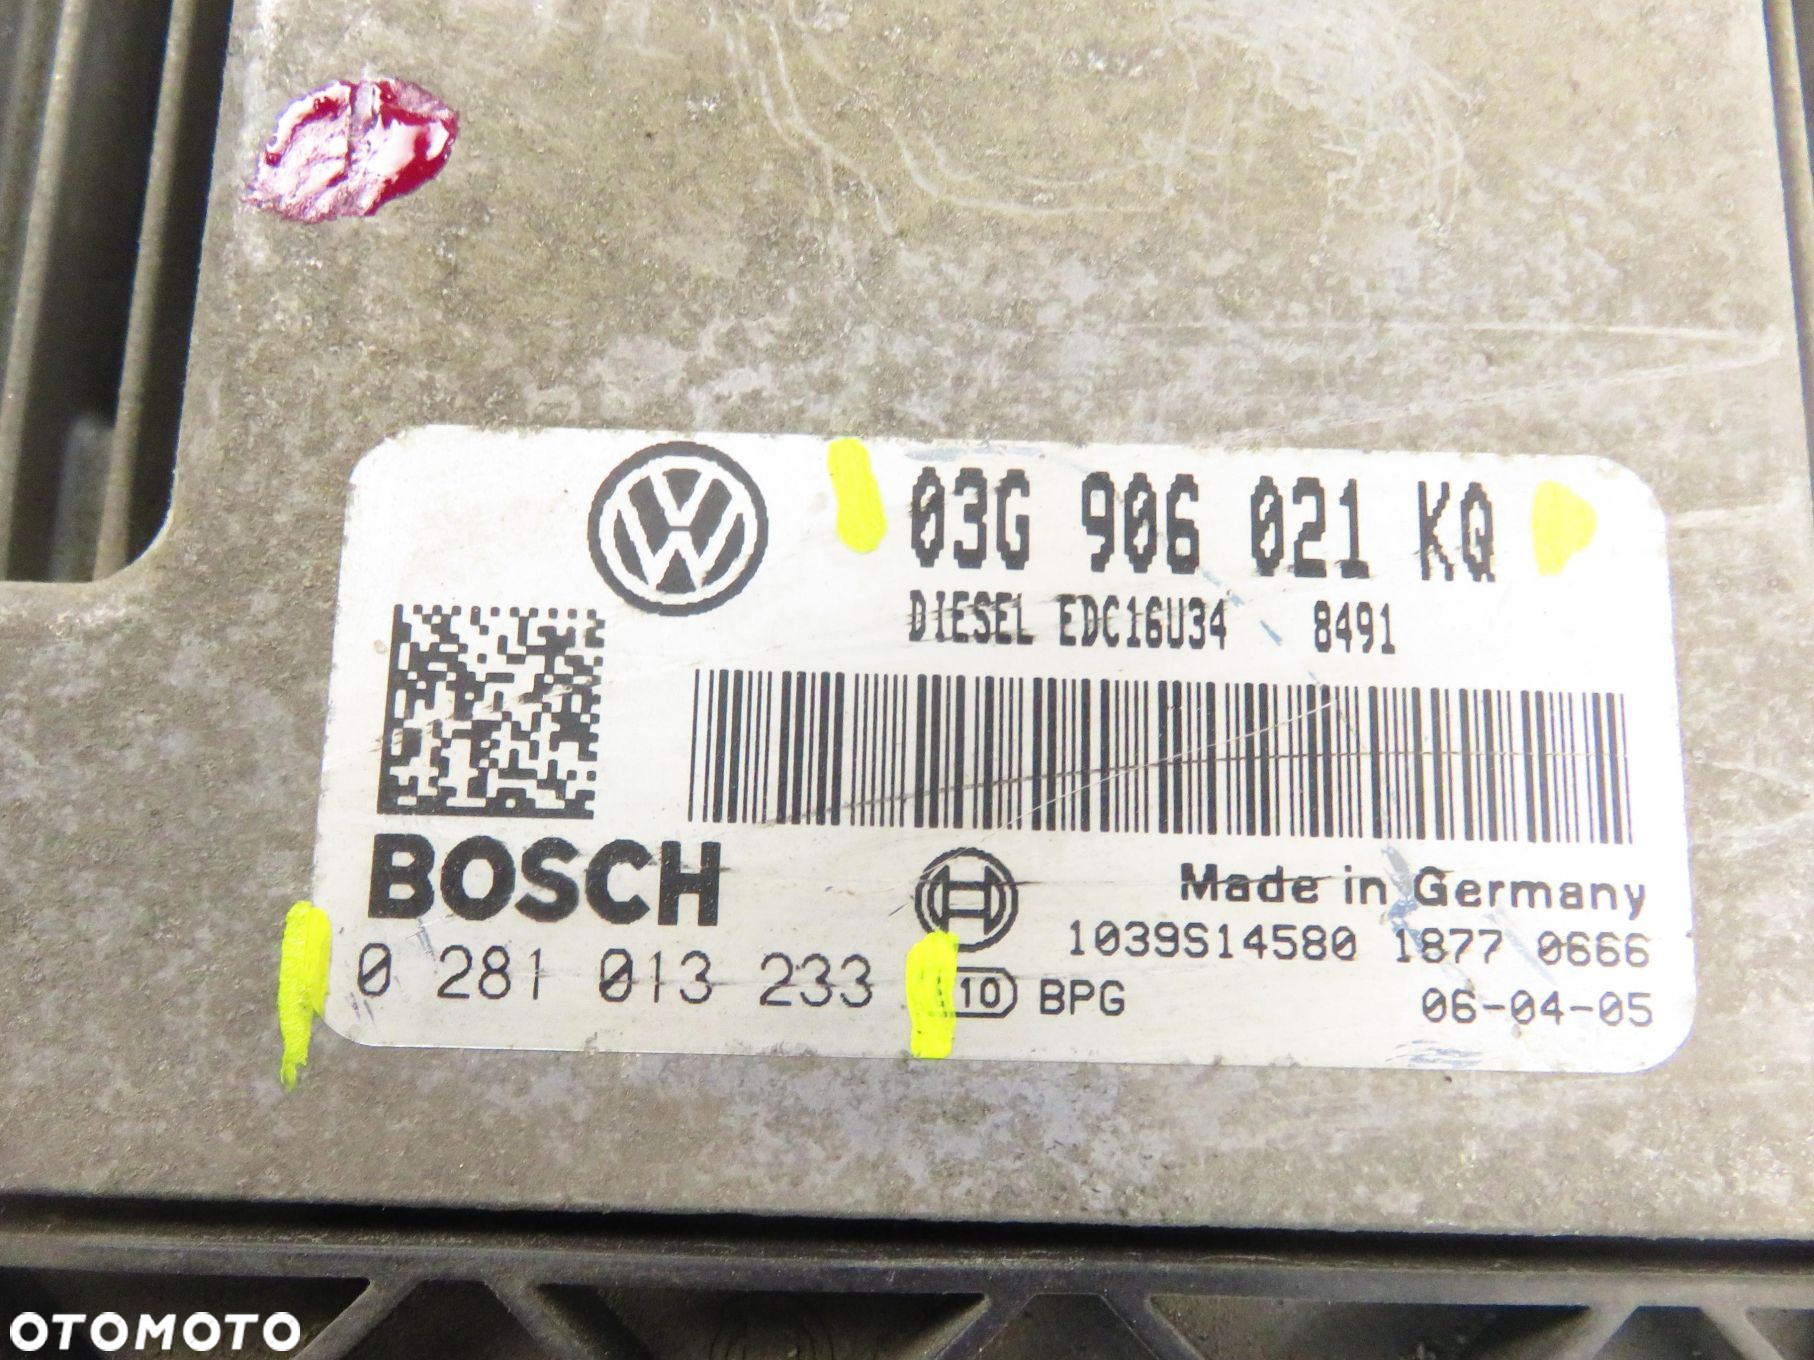 03G 906 021 KQ
DIESEL EDC16U34 8491
BOSCH
Made in Germany
1039S14580 1877 0666
0 281 013 233
10 BPG
06-04-05
OTOMOTO